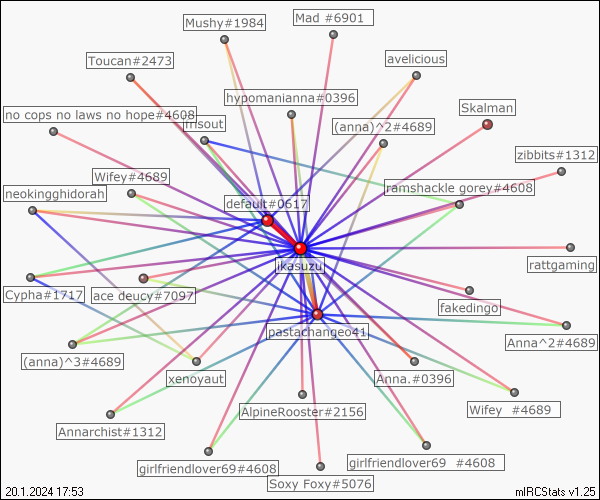 Mushy#1984
Mad #6901
Toucan#2473
avelicious
hypomanianna#0396
Skalman
no cops no laws no hope#4608
frisout
(anna)^2#4689
zibbits#1312
Wifey#4689
ramshackle gorey#4608
neokingghidorah
default#0617
ikasuzu
rattgaming
Cypha#1717
ace deucy#7097
fakedingo
pastachangeo41
Anna^2#4689
(anna)^3#4689
xenoyaut
Anna.#0396
AlpineRooster#2156
Wifey #4689
Annarchist#1312
girlfriendlover69#4608
girlfriendlover69 #4608
Soxy Foxy#5076
20.1.2024 17:53
mIRCStats v1.25